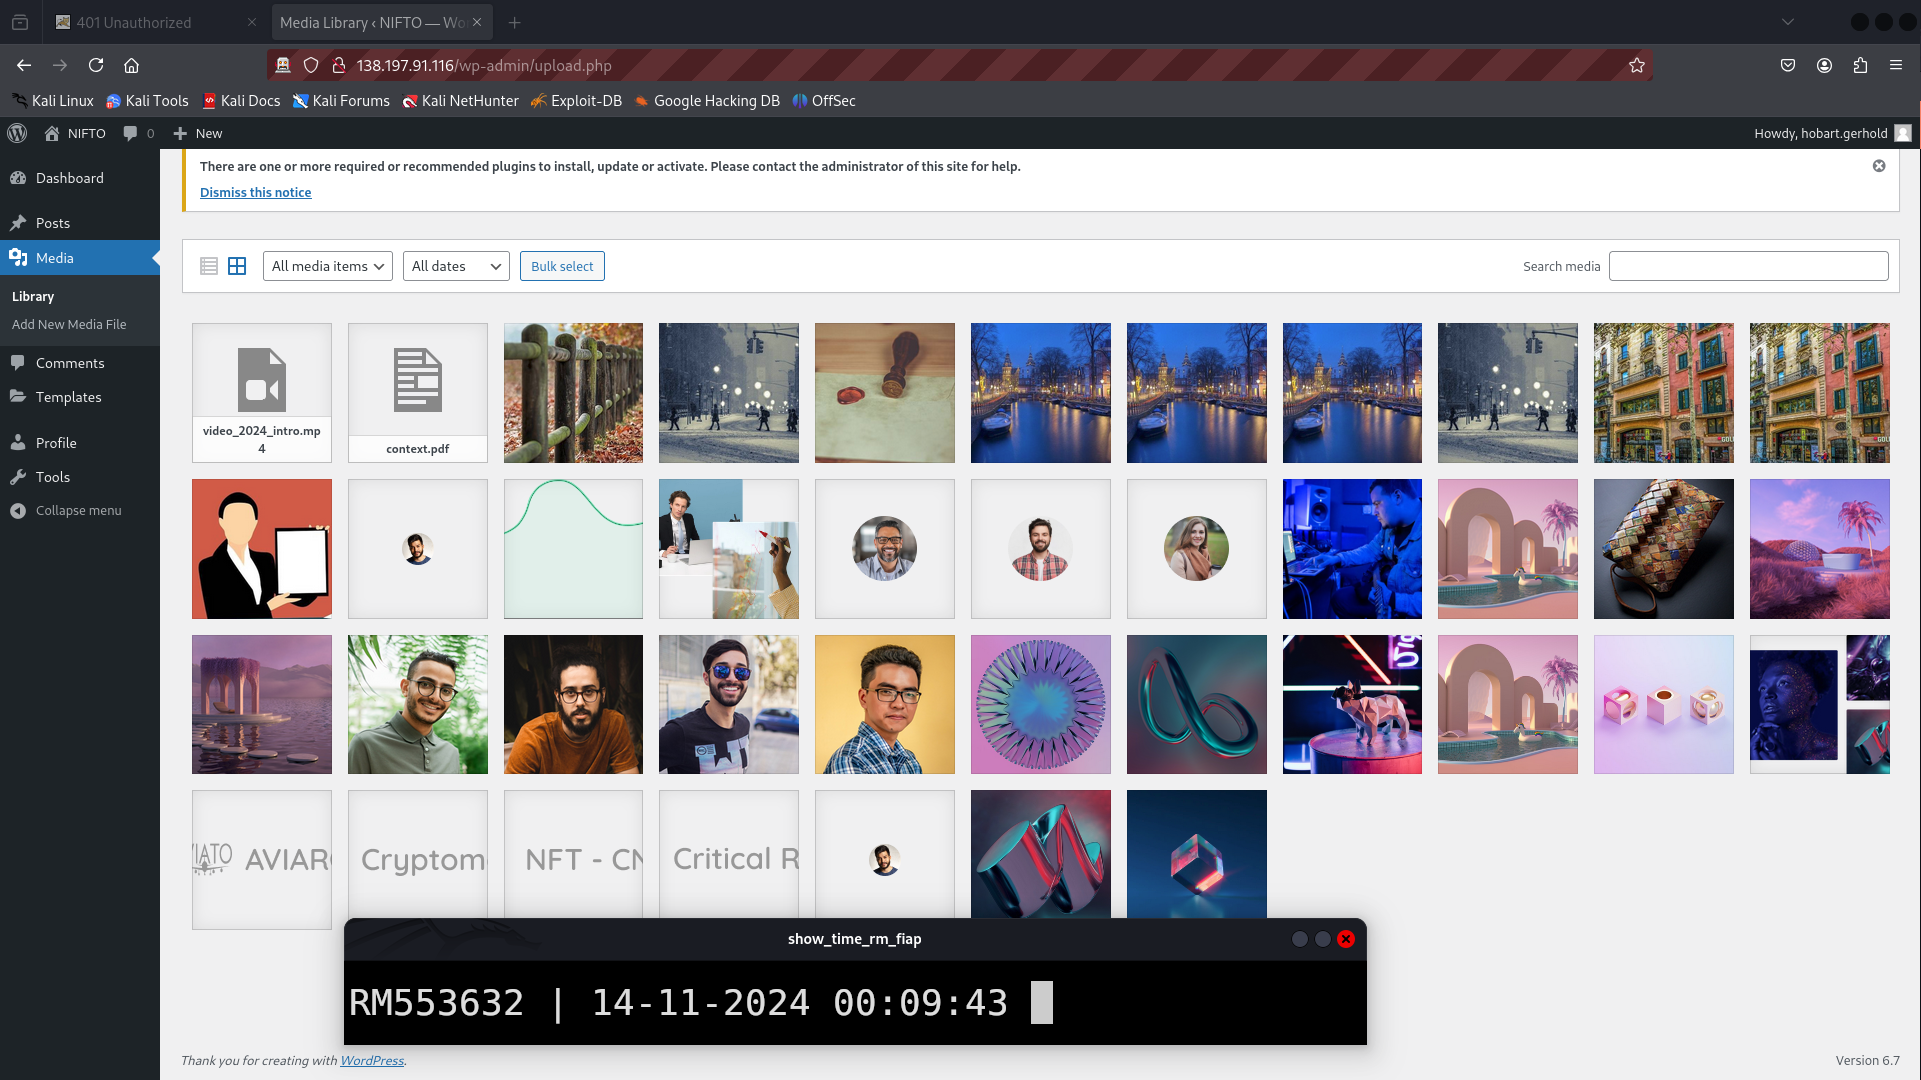 401 Unauthorized
Media Library ‹ NIFTO — Wo
138.197.91.116/wp-admin/upload.php
Kali Linux Kali Tools Kali Docs Kali Forums Kali NetHunter Exploit-DB Google Hacking DB OffSec
NIFTO 0 New Howdy, hobart.gerhold
Dashboard
Posts
Media
Library
Add New Media File
Comments
Templates
Profile
Tools
Collapse menu
There are one or more required or recommended plugins to install, update or activate. Please contact the administrator of this site for help.
Dismiss this notice
All media items All dates Bulk select Search media
video_2024_intro.mp
4
context.pdf
IATO AVIAR
Cryptom
NFT - CN
Critical R
show_time_rm_fiap
RM553632 | 14-11-2024 00:09:43
Thank you for creating with WordPress. Version 6.7